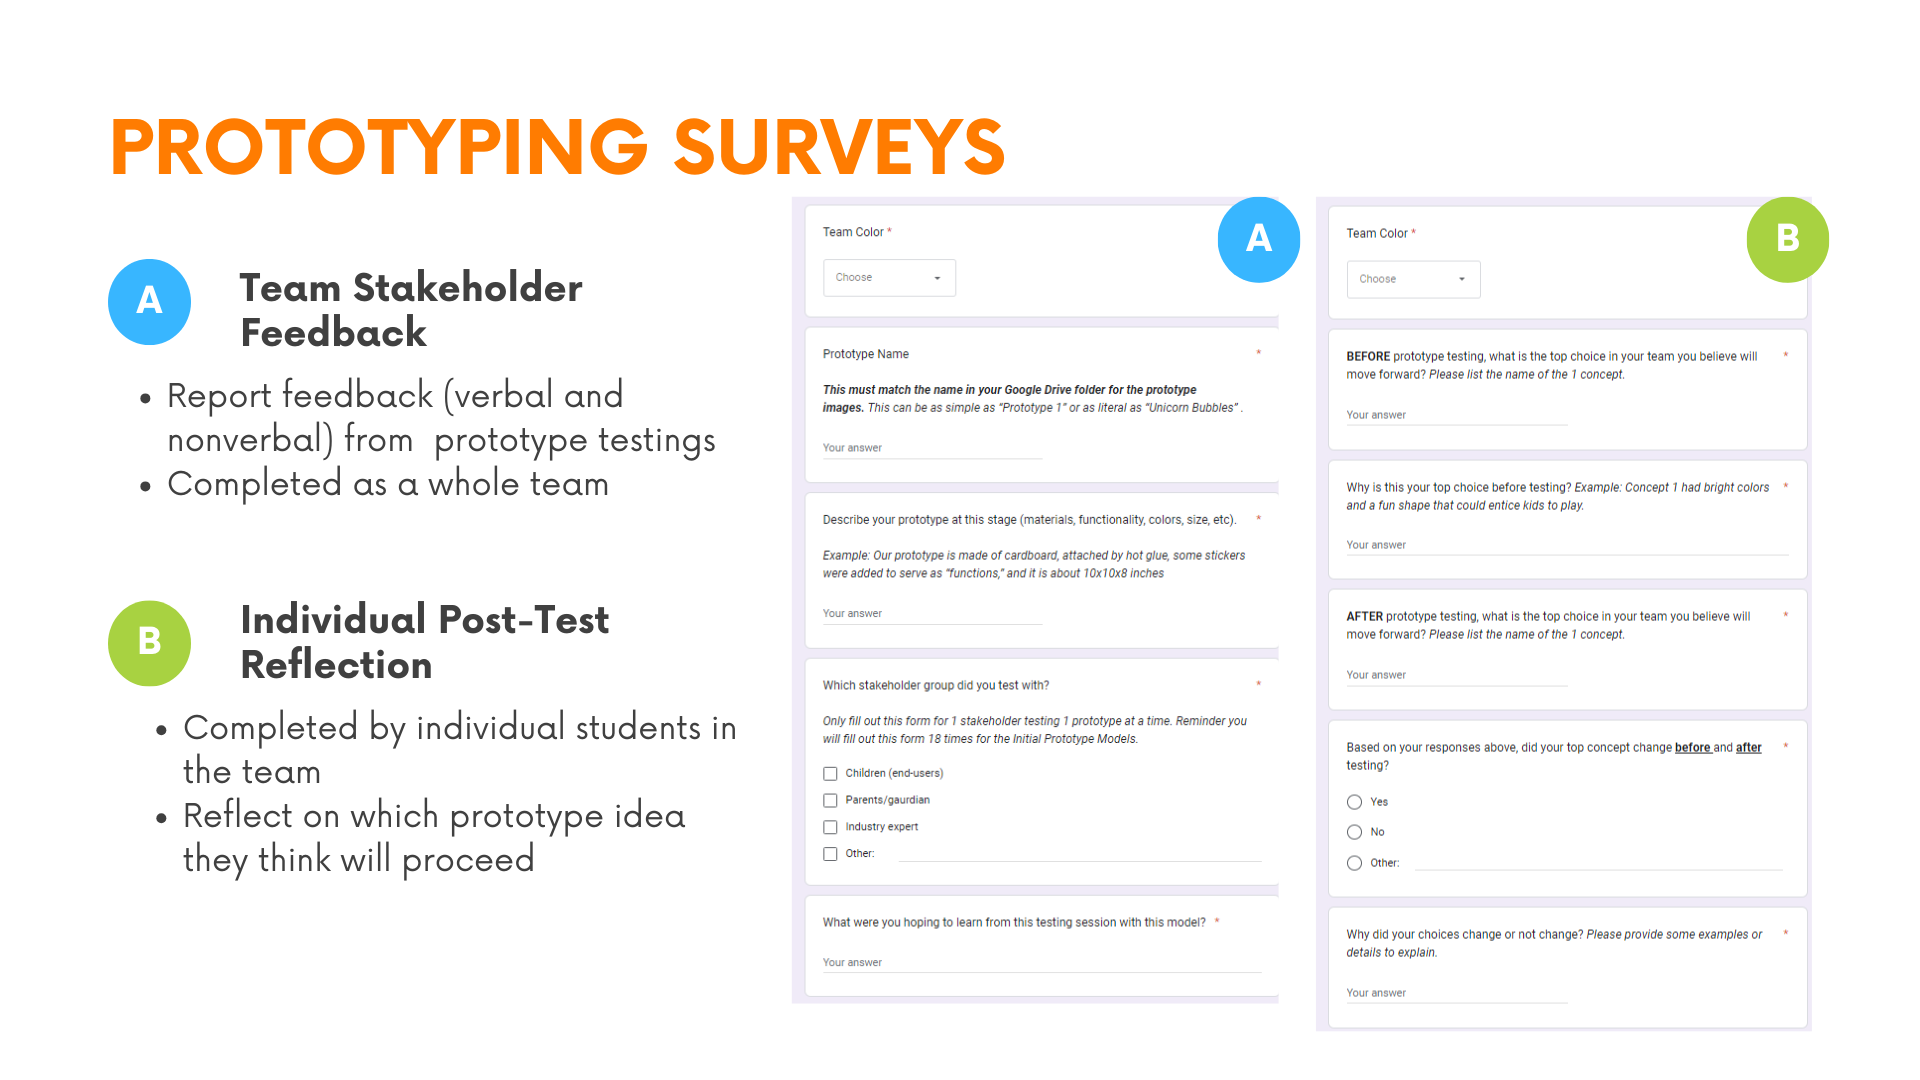 PROTOTYPING SURVEYS
A
Team Stakeholder
Feedback
• Report feedback (verbal and
nonverbal) from  prototype testings
• Completed as a whole team
B
Individual Post-Test
Reflection
• Completed by individual students in
the team
• Reflect on which prototype idea
they think will proceed
A
Team Color *
Choose
Prototype Name *
This must match the name in your Google Drive folder for the prototype
images. This can be as simple as “Prototype 1” or as literal as “Unicorn Bubbles” .
Your answer
Describe your prototype at this stage (materials, functionality, colors, size, etc). *
Example: Our prototype is made of cardboard, attached by hot glue, some stickers
were added to serve as “functions,” and it is about 10x10x8 inches
Your answer
Which stakeholder group did you test with? *
Only fill out this form for 1 stakeholder testing 1 prototype at a time. Reminder you
will fill out this form 18 times for the Initial Prototype Models.
Children (end-users)
Parents/gaurdian
Industry expert
Other:
What were you hoping to learn from this testing session with this model? *
Your answer
B
Team Color *
Choose
BEFORE prototype testing, what is the top choice in your team you believe will *
move forward? Please list the name of the 1 concept.
Your answer
Why is this your top choice before testing? Example: Concept 1 had bright colors *
and a fun shape that could entice kids to play.
Your answer
AFTER prototype testing, what is the top choice in your team you believe will *
move forward? Please list the name of the 1 concept.
Your answer
Based on your responses above, did your top concept change before and after *
testing?
Yes
No
Other:
Why did your choices change or not change? Please provide some examples or *
details to explain.
Your answer